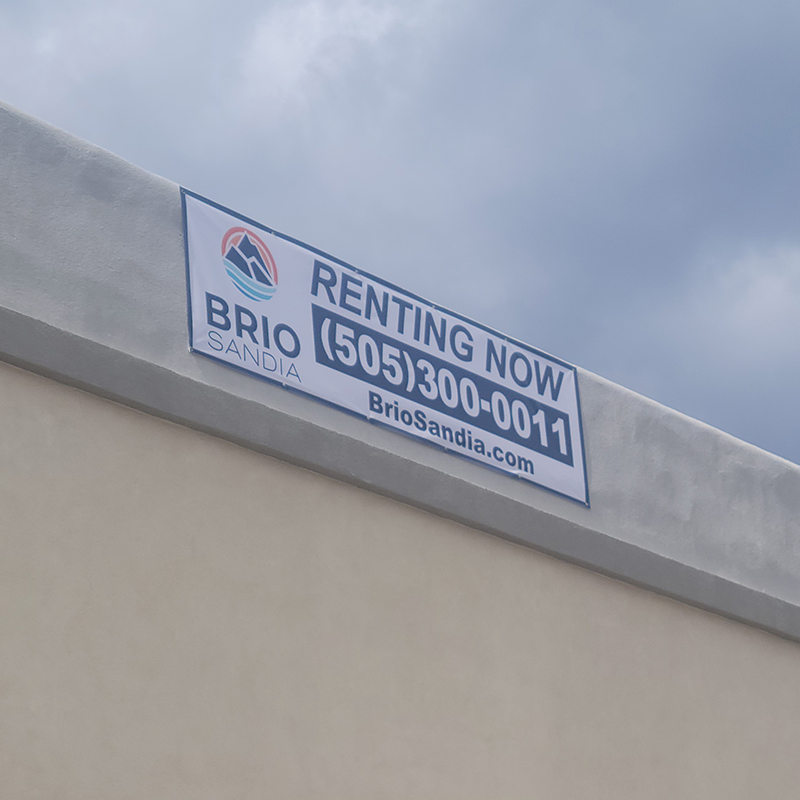 BRIO
SANDIA
RENTING NOW
(505)300-0011
BrioSandia.com